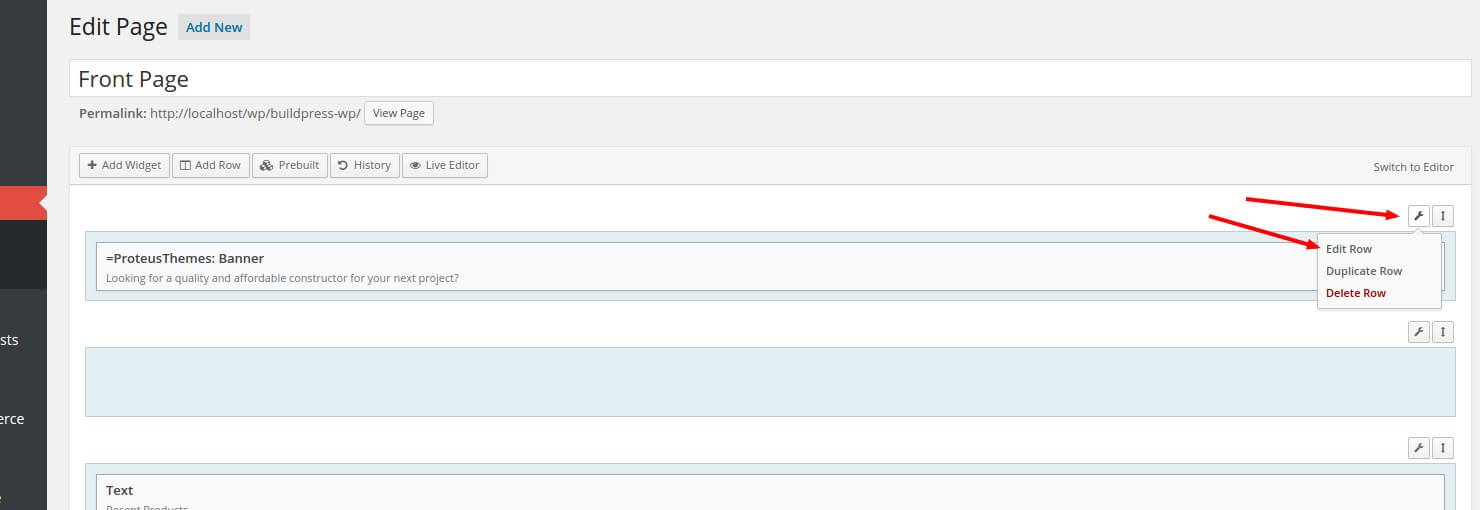 Edit Page Add New
Front Page
Permalink: http://localhost/wp/buildpress-wp/ View Page
Add Widget Add Row Prebuilt History Live Editor Switch to Editor
=ProteusThemes: Banner
Looking for a quality and affordable constructor for your next project?
Edit Row
Duplicate Row
Delete Row
sts
erce
Text
Recent Products